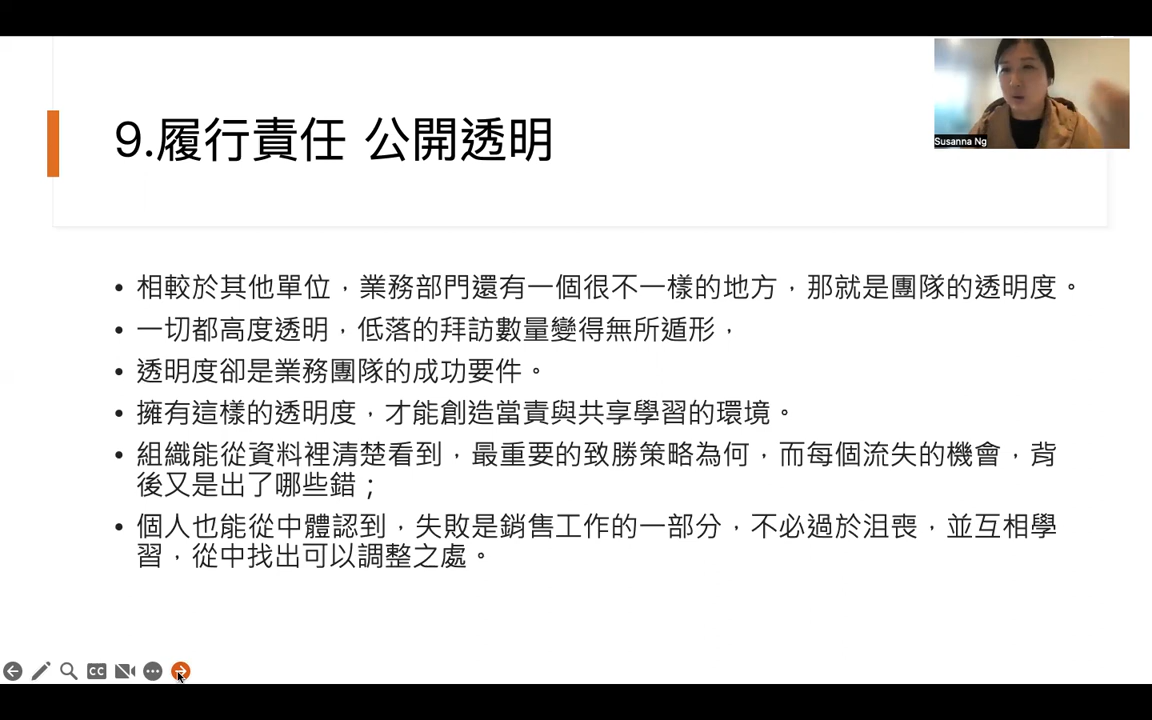 9.履行責任 公開透明
Susanna Ng
• 相較於其他單位，業務部門還有一個很不一樣的地方，那就是團隊的透明度。
• 一切都高度透明，低落的拜訪數量變得無所遁形，
• 透明度卻是業務團隊的成功要件。
• 擁有這樣的透明度，才能創造當責與共享學習的環境。
• 組織能從資料裡清楚看到，最重要的致勝策略為何，而每個流失的機會，背
後又是出了哪些錯；
• 個人也能從中體認到，失敗是銷售工作的一部分，不必過於沮喪，並互相學
習，從中找出可以調整之處。
CC